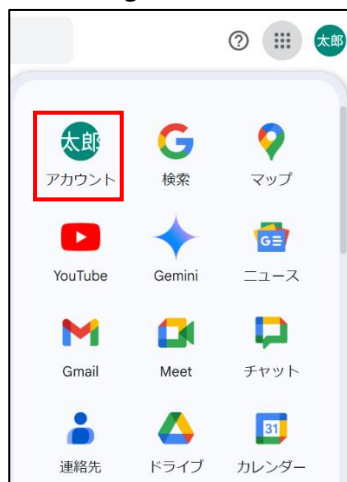 太郎
太郎
アカウント
検索
マップ
GE
YouTube
Gemini
ニュース
Gmail
Meet
チャット
31
連絡先
ドライブ
カレンダー